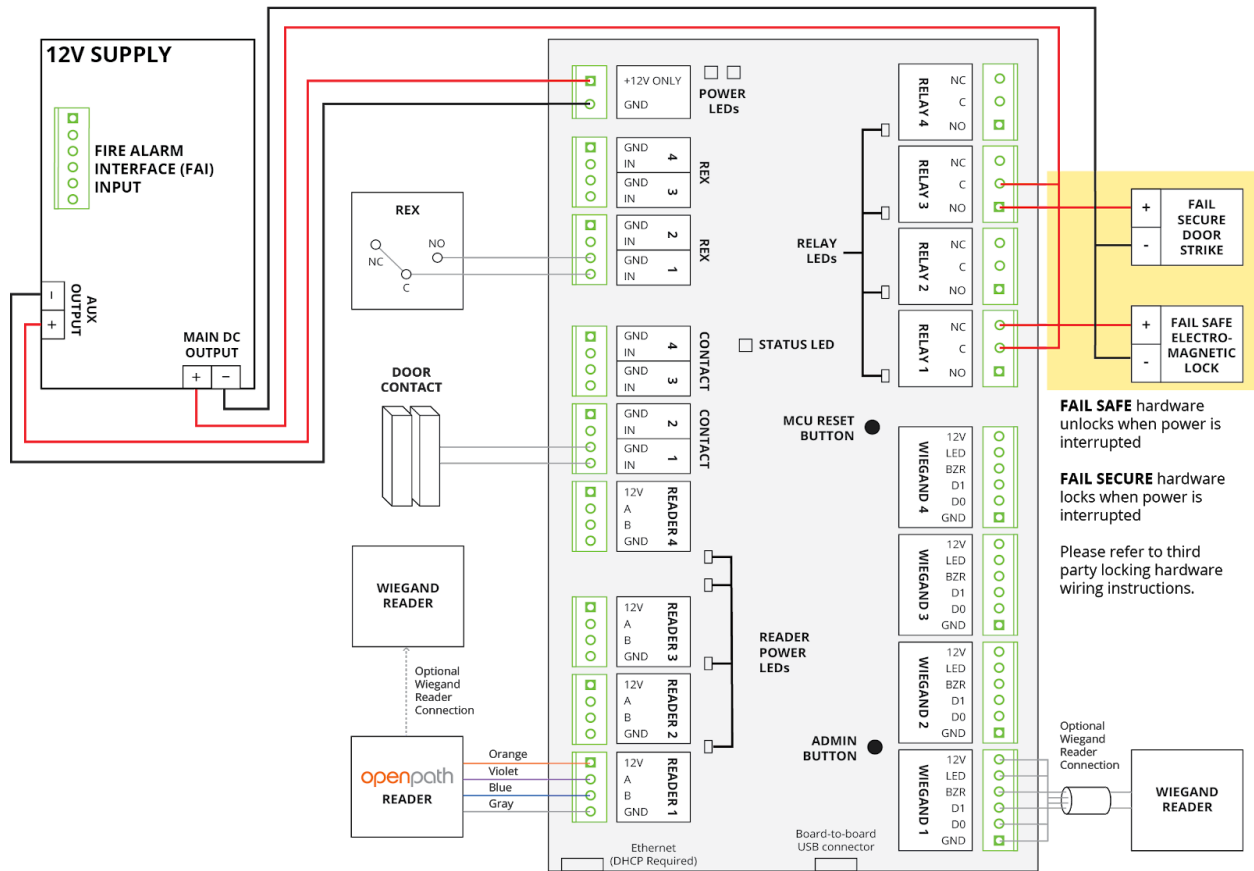 12V SUPPLY
FIRE ALARM
INTERFACE (FAI)
INPUT
AUX
OUTPUT
−
+
MAIN DC
OUTPUT
+ −
REX
NO
NC
C
DOOR
CONTACT
WIEGAND
READER
Optional
Wiegand
Reader
Connection
openpath
READER
Orange
Violet
Blue
Gray
+12V ONLY
GND
POWER
LEDs
GND
IN
4
GND
IN
3
REX
GND
IN
2
GND
IN
1
REX
GND
IN
4
GND
IN
3
CONTACT
GND
IN
2
GND
IN
1
CONTACT
12V
A
B
GND
READER 4
12V
A
B
GND
READER 3
12V
A
B
GND
READER 2
12V
A
B
GND
READER 1
READER
POWER
LEDs
Ethernet
(DHCP Required)
Board-to-board
USB connector
RELAY
LEDs
STATUS LED
MCU RESET
BUTTON
ADMIN
BUTTON
RELAY 4
NC
C
NO
RELAY 3
NC
C
NO
RELAY 2
NC
C
NO
RELAY 1
NC
C
NO
WIEGAND 4
12V
LED
BZR
D1
D0
GND
WIEGAND 3
12V
LED
BZR
D1
D0
GND
WIEGAND 2
12V
LED
BZR
D1
D0
GND
WIEGAND 1
12V
LED
BZR
D1
D0
GND
+
-
FAIL
SECURE
DOOR
STRIKE
+
-
FAIL SAFE
ELECTRO-
MAGNETIC
LOCK
FAIL SAFE hardware
unlocks when power is
interrupted
FAIL SECURE hardware
locks when power is
interrupted
Please refer to third
party locking hardware
wiring instructions.
Optional
Wiegand
Reader
Connection
WIEGAND
READER